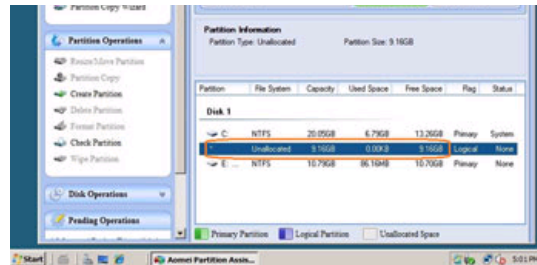 Partition Copy Wizard
Partition Operations
Resize/Move Partition
Partition Copy
Create Partition
Delete Partition
Format Partition
Check Partition
Wipe Partition
Disk Operations
Pending Operations
Partition Information
Partition Type: Unallocated Partition Size: 9.16GB
Partition File System Capacity Used Space Free Space Flag Status
Disk 1
C: NTFS 20.05GB 6.79GB 13.26GB Primary System
* Unallocated 9.16GB 0.00KB 9.16GB Logical None
E: ... NTFS 10.79GB 86.16MB 10.70GB Primary None
Primary Partition Logical Partition Unallocated Space
Start Aomei Partition Assis... 5:01 PM